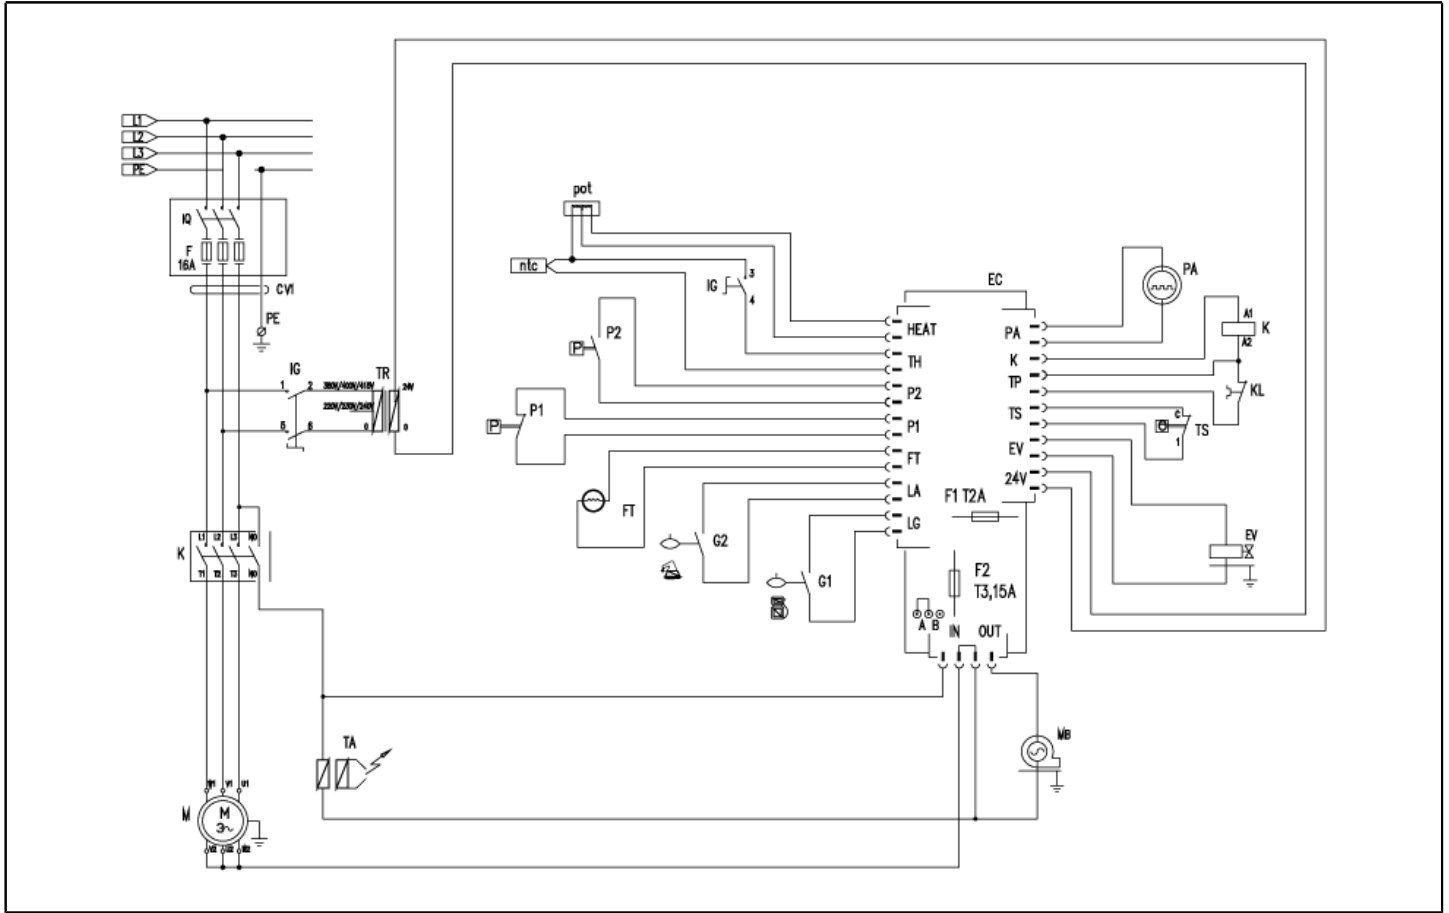 L1
L2
L3
PE
IQ
F
16A
CV1
PE
IG
1 2
5 6
380V/400V/415V
220V/230V/240V
0
TR
24V
0
pot
ntc
IG
3
4
P2
P
P1
P
FT
G2
G1
EC
HEAT
TH
P2
P1
FT
LA
LG
PA
K
TP
TS
EV
24V
F1 T2A
F2
T3,15A
A B
IN OUT
PA
A1
K
A2
KL
C
TS
1
EV
K
L1 L2 L3 NO
T1 T2 T3 NO
TA
MB
W1 V1 U1
M
M
3~